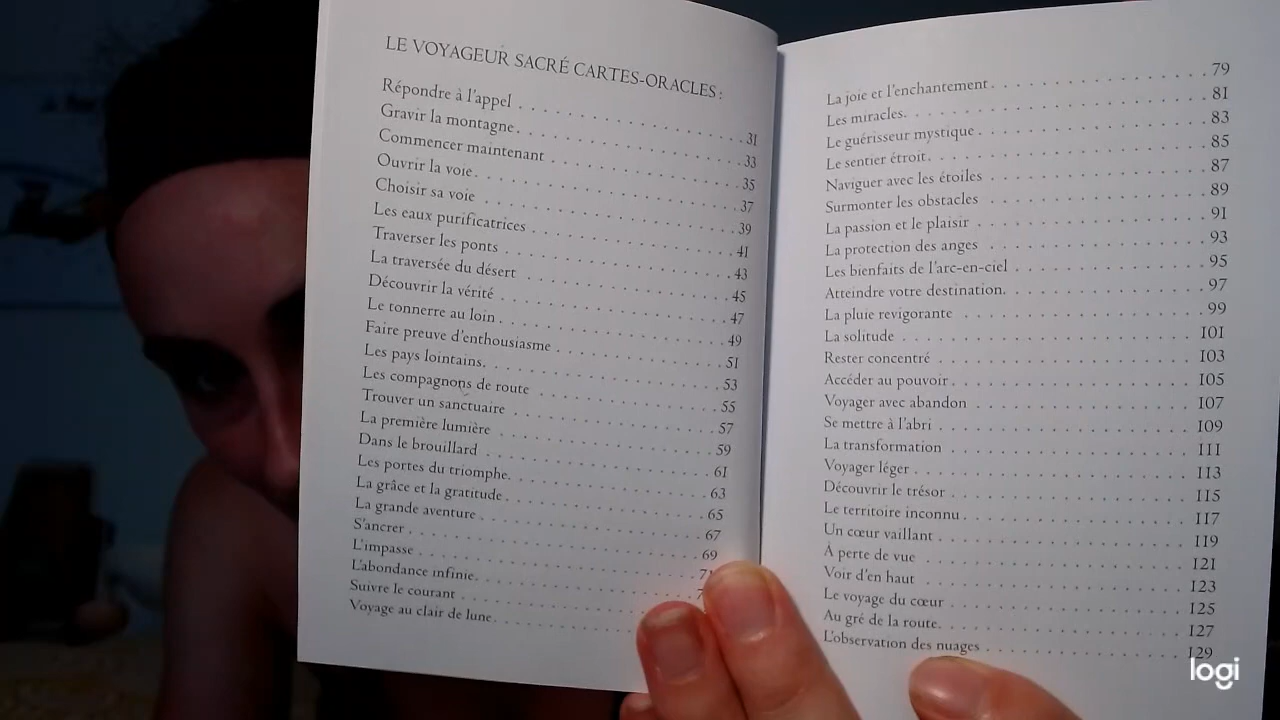 LE VOYAGEUR SACRÉ CARTES-ORACLES :
Répondre à l'appel . . . . . . . . . . 31
Gravir la montagne . . . . . . . . . . 33
Commencer maintenant . . . . . . . . . . 35
Ouvrir la voie . . . . . . . . . . 37
Choisir sa voie . . . . . . . . . . 39
Les eaux purificatrices . . . . . . . . . . 41
Traverser les ponts . . . . . . . . . . 43
La traversée du désert . . . . . . . . . . 45
Découvrir la vérité . . . . . . . . . . 47
Le tonnerre au loin . . . . . . . . . . 49
Faire preuve d'enthousiasme . . . . . . . . . . 51
Les pays lointains . . . . . . . . . . 53
Les compagnons de route . . . . . . . . . . 55
Trouver un sanctuaire . . . . . . . . . . 57
La première lumière . . . . . . . . . . 59
Dans le brouillard . . . . . . . . . . 61
Les portes du triomphe . . . . . . . . . . 63
La grâce et la gratitude . . . . . . . . . . 65
La grande aventure . . . . . . . . . . 67
S'ancrer . . . . . . . . . . 69
L'impasse . . . . . . . . . . 71
L'abondance infinie . . . . . . . . . .
Suivre le courant . . . . . . . . . .
Voyage au clair de lune . . . . . . . . . .
La joie et l'enchantement . . . . . . . . . . 79
Les miracles . . . . . . . . . . 81
Le guérisseur mystique . . . . . . . . . . 83
Le sentier étroit . . . . . . . . . . 85
Naviguer avec les étoiles . . . . . . . . . . 87
Surmonter les obstacles . . . . . . . . . . 89
La passion et le plaisir . . . . . . . . . . 91
La protection des anges . . . . . . . . . . 93
Les bienfaits de l'arc-en-ciel . . . . . . . . . . 95
Atteindre votre destination . . . . . . . . . . 97
La pluie revigorante . . . . . . . . . . 99
La solitude . . . . . . . . . . 101
Rester concentré . . . . . . . . . . 103
Accéder au pouvoir . . . . . . . . . . 105
Voyager avec abandon . . . . . . . . . . 107
Se mettre à l'abri . . . . . . . . . . 109
La transformation . . . . . . . . . . 111
Voyager léger . . . . . . . . . . 113
Découvrir le trésor . . . . . . . . . . 115
Le territoire inconnu . . . . . . . . . . 117
Un cœur vaillant . . . . . . . . . . 119
À perte de vue . . . . . . . . . . 121
Voir d'en haut . . . . . . . . . . 123
Le voyage du cœur . . . . . . . . . . 125
Au gré de la route . . . . . . . . . . 127
L'observation des nuages . . . . . . . . . . 129
logi